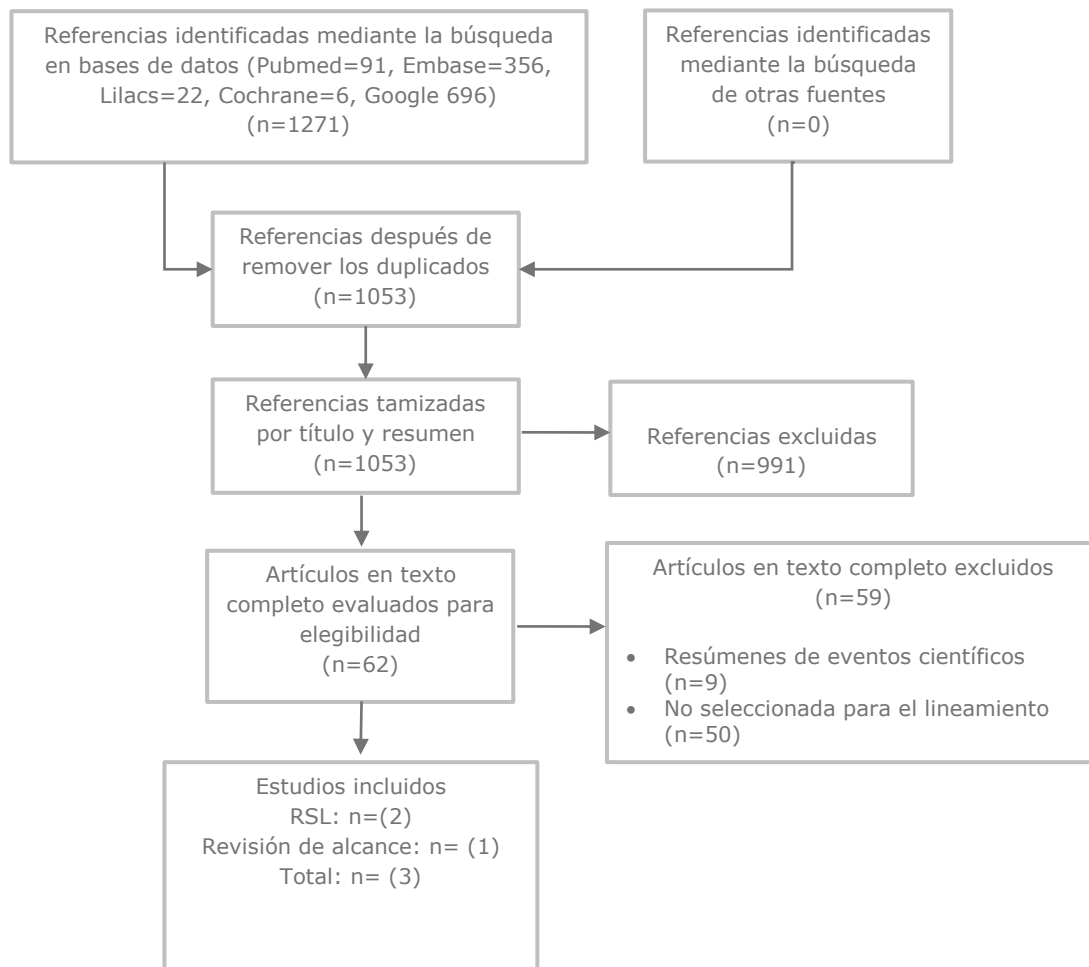 Referencias identificadas mediante la búsqueda
en bases de datos (Pubmed=91, Embase=356,
Lilacs=22, Cochrane=6, Google 696)
(n=1271)
Referencias identificadas
mediante la búsqueda
de otras fuentes
(n=0)
Referencias después de
remover los duplicados
(n=1053)
Referencias tamizadas
por título y resumen
(n=1053)
Referencias excluidas
(n=991)
Artículos en texto
completo evaluados para
elegibilidad
(n=62)
Artículos en texto completo excluidos
(n=59)
• Resúmenes de eventos científicos
(n=9)
• No seleccionada para el lineamiento
(n=50)
Estudios incluidos
RSL: n=(2)
Revisión de alcance: n= (1)
Total: n= (3)